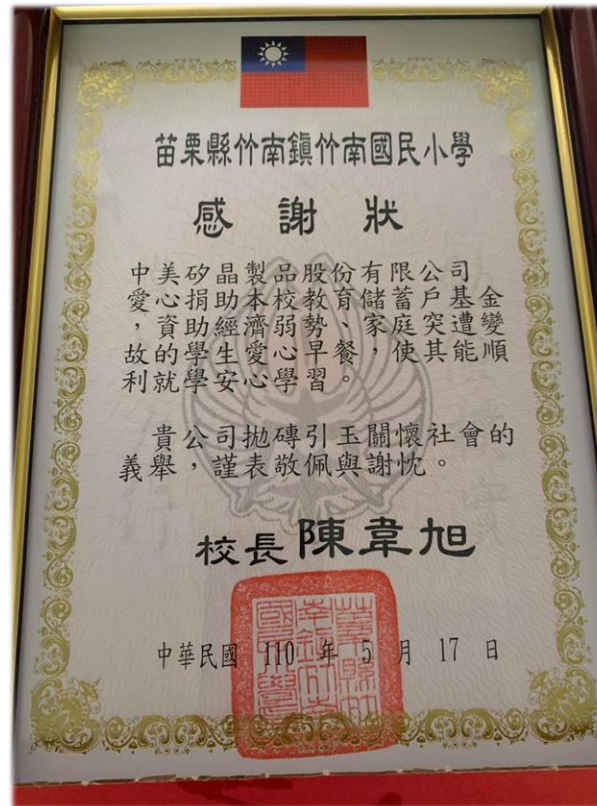 苗栗縣竹南鎮竹南國民小學
感謝狀
中美矽晶製品股份有限公司
愛心捐助本校教育儲蓄戶基金
，資助經濟弱勢、家庭突遭變
故的學生愛心早餐，使其能順
利就學安心學習。
貴公司拋磚引玉關懷社會的
義舉，謹表敬佩與謝忱。
校長陳韋旭
中華民國 110 年 5 月 17 日